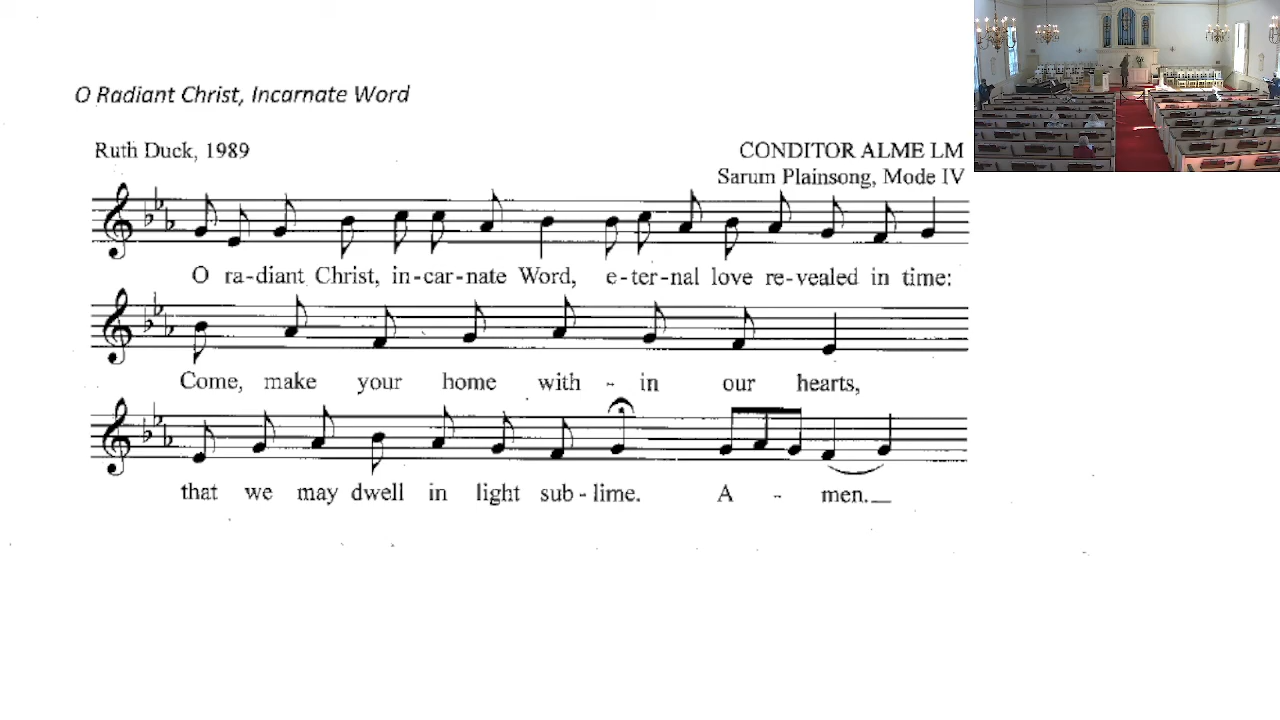 O Radiant Christ, Incarnate Word
Ruth Duck, 1989
CONDITOR ALME LM
Sarum Plainsong, Mode IV
O ra-diant Christ, in-car-nate Word, e-ter-nal love re-vealed in time:
Come, make your home with - in our hearts,
that we may dwell in light sub - lime. A - men.